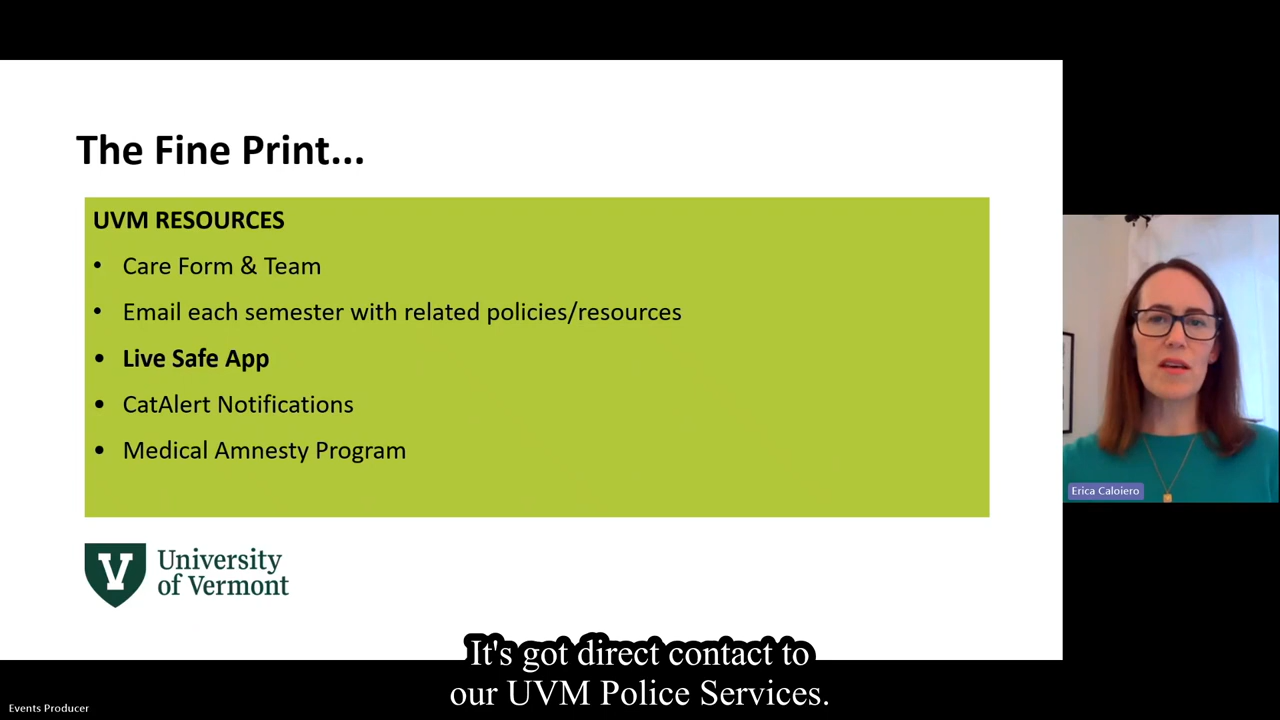 The Fine Print...
UVM RESOURCES
• Care Form & Team
• Email each semester with related policies/resources
• Live Safe App
• CatAlert Notifications
• Medical Amnesty Program
V
University
of Vermont
Erica Caloiero
It's got direct contact to
our UVM Police Services.
Events Producer